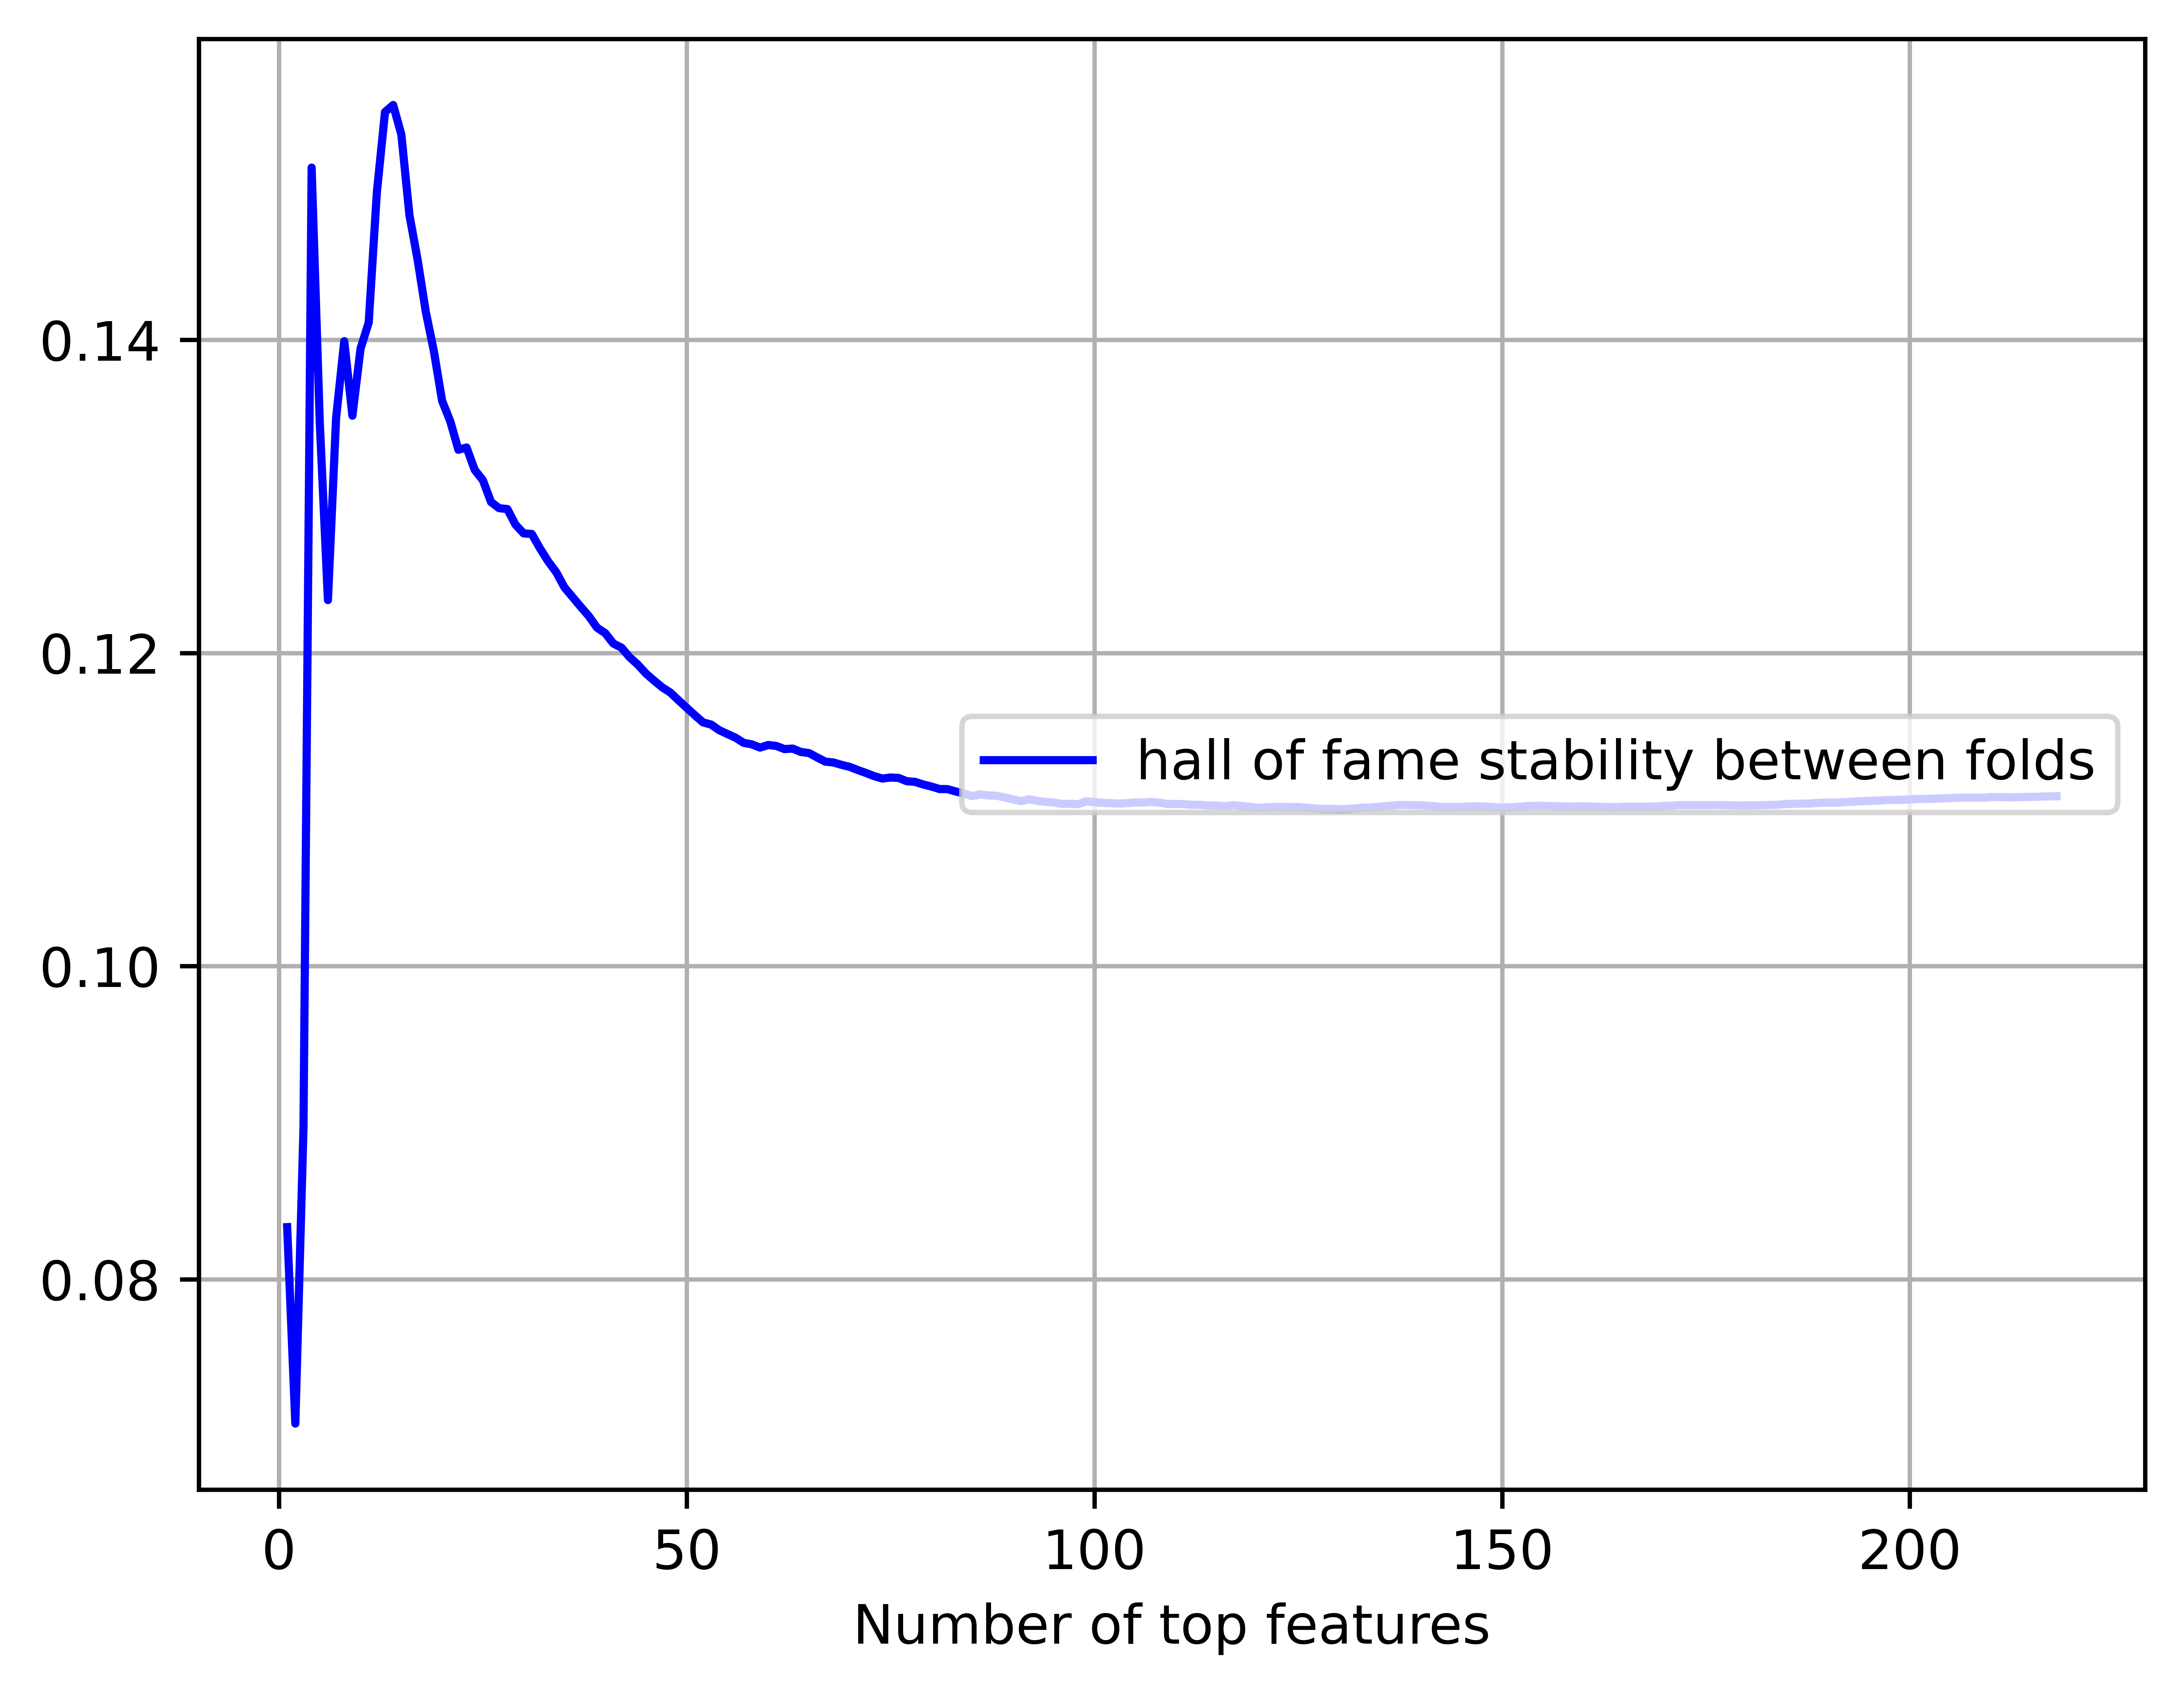 0.14
0.12
hall of fame stability between folds
0.10
0.08
0 50 100 150 200
Number of top features